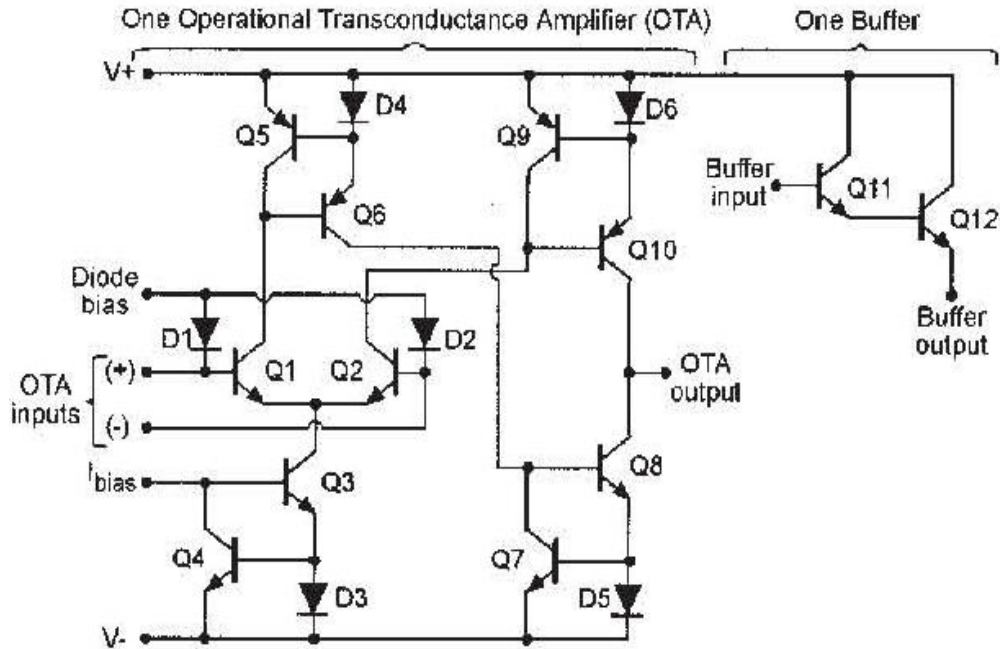 One Operational Transconductance Amplifier (OTA) One Buffer
V+
D4
D6
Q5
Q9
Buffer
input
Q11
Q6
Q12
Q10
Diode
bias
D1
D2
Buffer
output
OTA
inputs
(+)
Q1
Q2
OTA
output
(-)
Ibias
Q3
Q8
Q4
Q7
D3
D5
V-